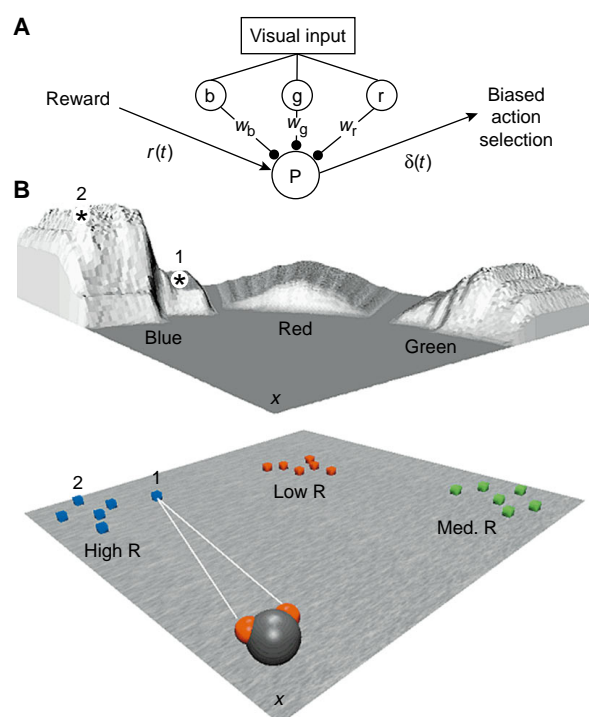 A
Visual input
b g r
Reward
w_b w_g w_r
Biased
action
selection
r(t)
P
δ(t)
B
2
1
Blue
Red
Green
x
2
1
Low R
High R
Med. R
x